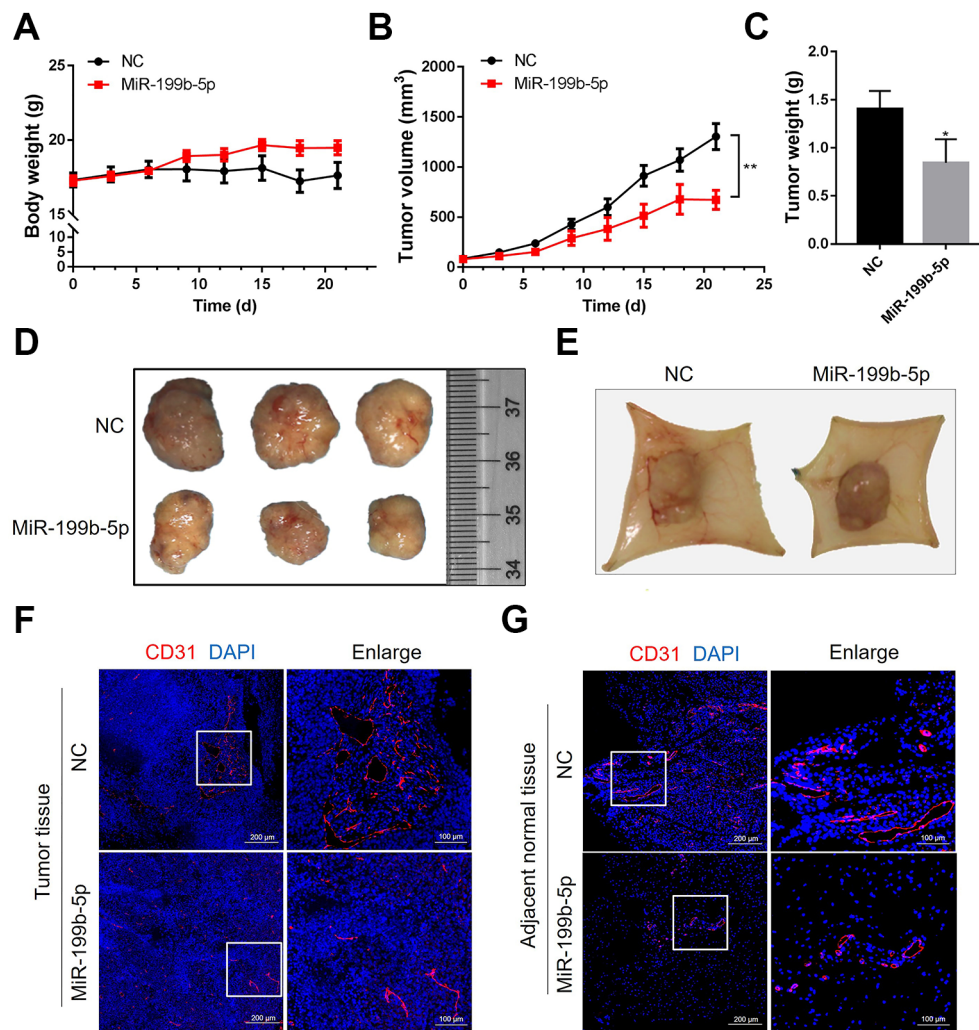 A
NC
MiR-199b-5p
Body weight (g)
25
20
15
10
5
0
0
5
10
15
20
Time (d)
B
NC
MiR-199b-5p
Tumor volume (mm³)
2000
1500
1000
500
0
0
5
10
15
20
25
Time (d)
**
C
Tumor weight (g)
2.0
1.5
1.0
0.5
0.0
*
NC
MiR-199b-5p
D
NC
MiR-199b-5p
37
36
35
34
E
NC
MiR-199b-5p
F
CD31 DAPI
Enlarge
Tumor tissue
NC
MiR-199b-5p
200 μm
100 μm
200 μm
100 μm
G
CD31 DAPI
Enlarge
Adjacent normal tissue
NC
MiR-199b-5p
200 μm
100 μm
200 μm
100 μm